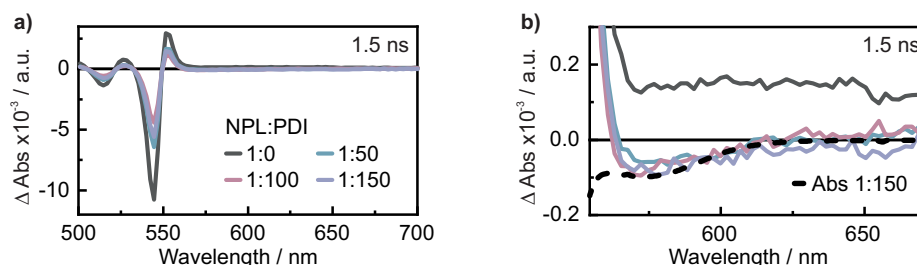 a)
Δ Abs x10⁻³ / a.u.
0
-5
-10
1.5 ns
NPL:PDI
1:0
1:50
1:100
1:150
500
550
600
650
700
Wavelength / nm
b)
Δ Abs x10⁻³ / a.u.
0.2
0.0
-0.2
1.5 ns
Abs 1:150
600
650
Wavelength / nm